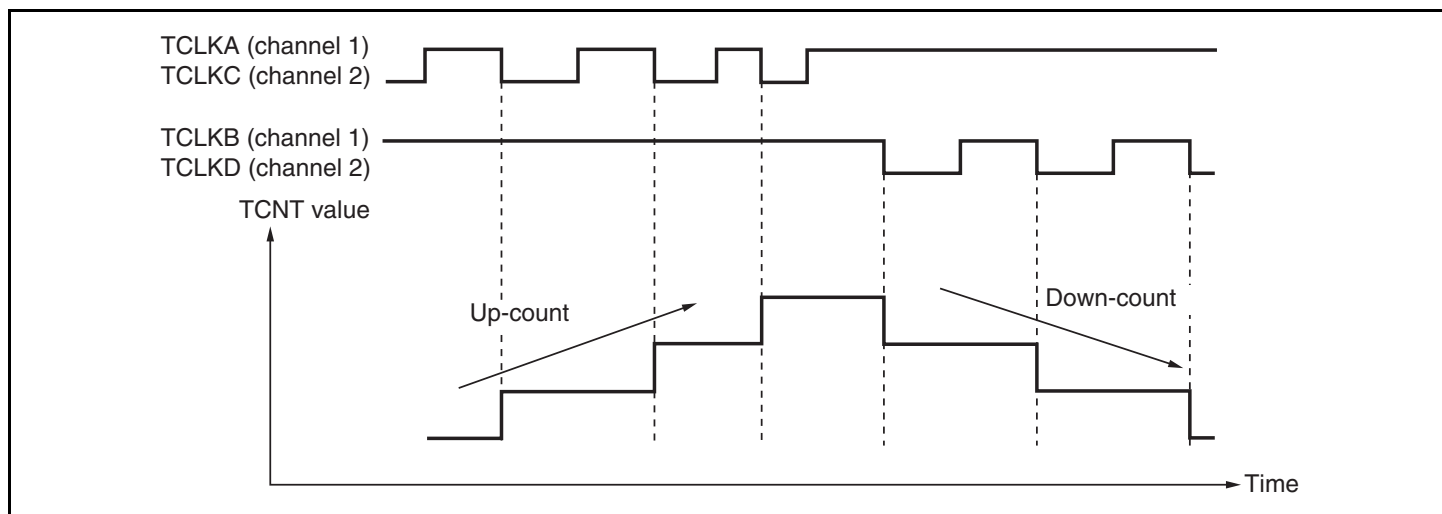 TCLKA (channel 1)
TCLKC (channel 2)
TCLKB (channel 1)
TCLKD (channel 2)
TCNT value
Up-count
Down-count
Time